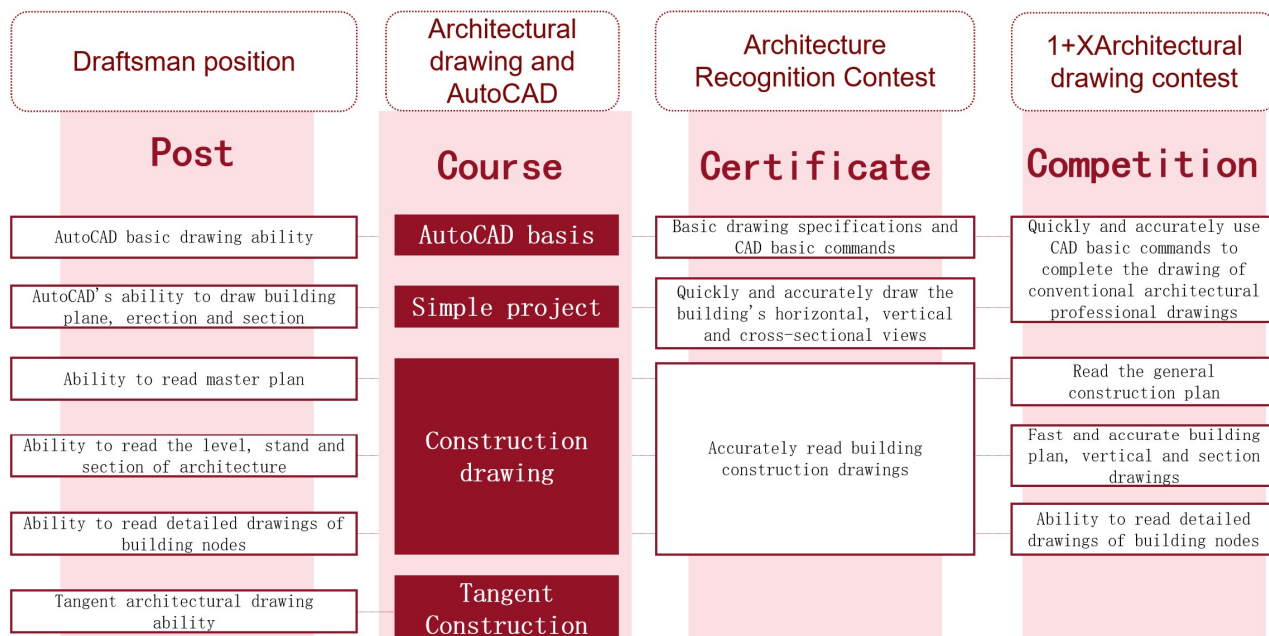 Draftsman position
Architectural
drawing and
AutoCAD
Architecture
Recognition Contest
1+XArchitectural
drawing contest
Post
Course
Certificate
Competition
AutoCAD basic drawing ability
AutoCAD basis
Basic drawing specifications and
CAD basic commands
Quickly and accurately use
CAD basic commands to
complete the drawing of
conventional architectural
professional drawings
AutoCAD's ability to draw building
plane, erection and section
Simple project
Quickly and accurately draw the
building's horizontal, vertical
and cross-sectional views
Ability to read master plan
Construction
drawing
Accurately read building
construction drawings
Read the general
construction plan
Ability to read the level, stand and
section of architecture
Fast and accurate building
plan, vertical and section
drawings
Ability to read detailed drawings of
building nodes
Ability to read detailed
drawings of building nodes
Tangent architectural drawing
ability
Tangent
Construction